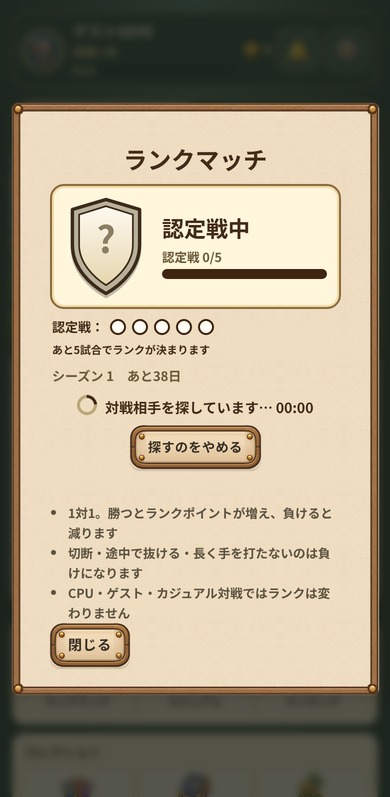 ランクマッチ
?
認定戦中
認定戦 0/5
認定戦：
あと5試合でランクが決まります
シーズン 1　あと38日
対戦相手を探しています… 00:00
探すのをやめる
• 1対1。勝つとランクポイントが増え、負けると
減ります
• 切断・途中で抜ける・長く手を打たないのは負
けになります
• CPU・ゲスト・カジュアル対戦ではランクは変
わりません
閉じる